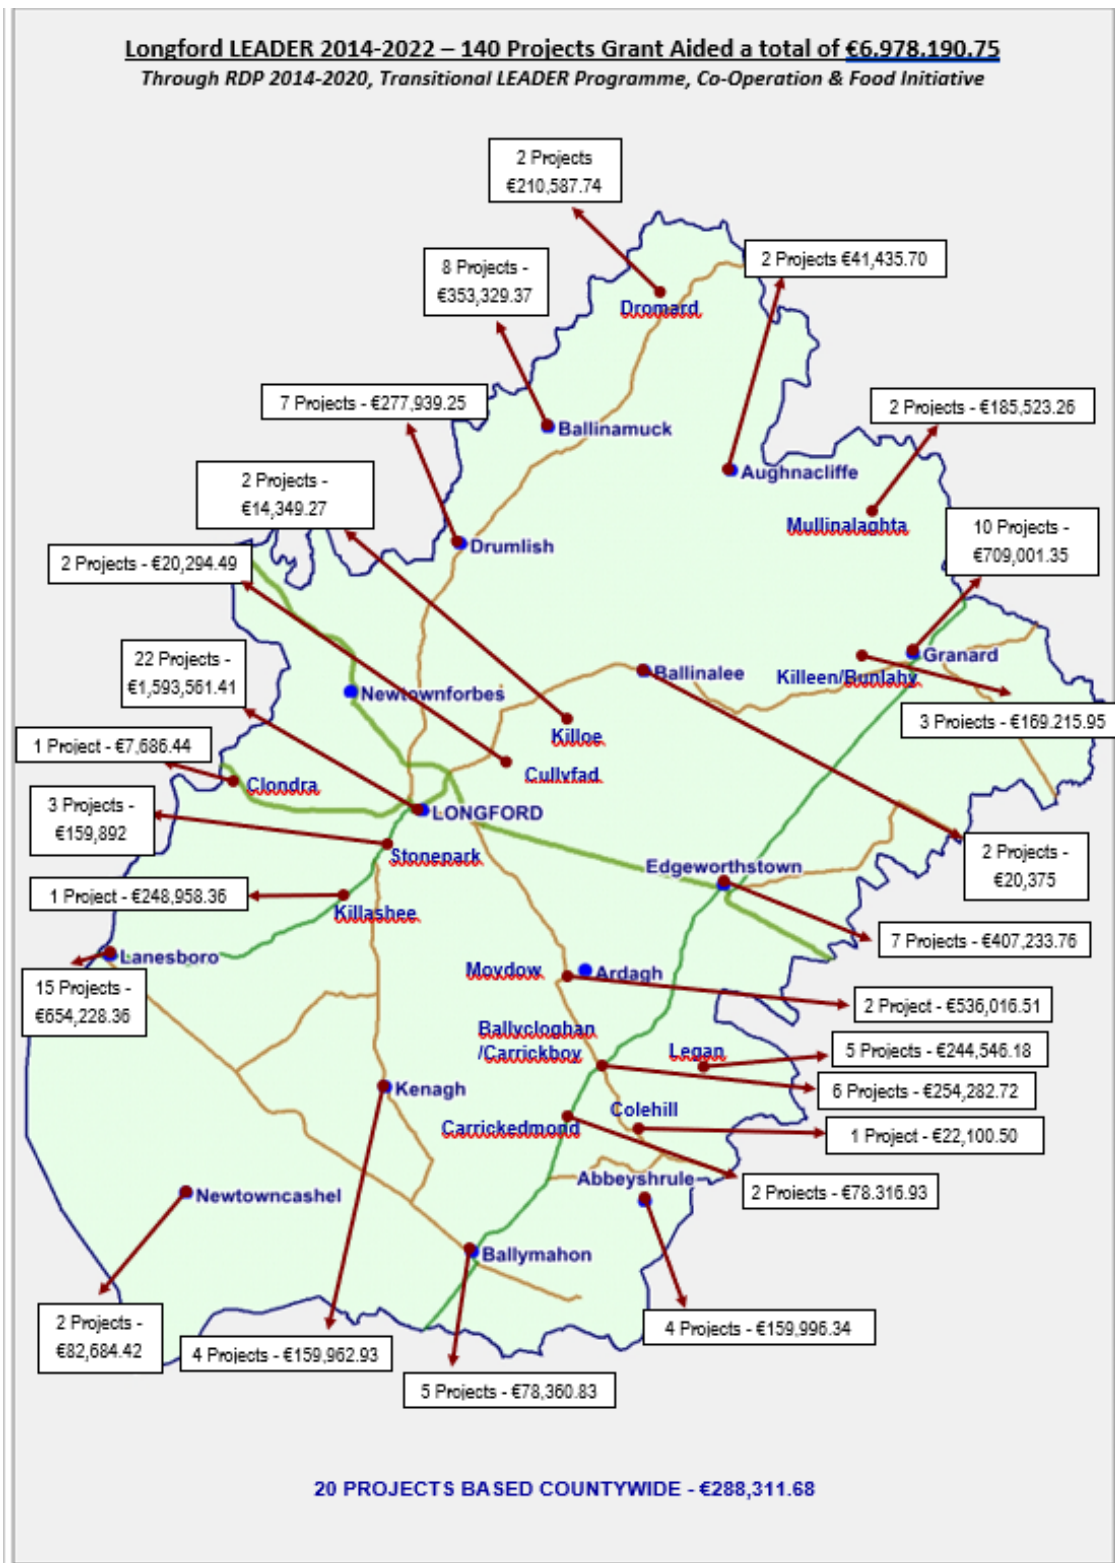 Longford LEADER 2014-2022 – 140 Projects Grant Aided a total of €6.978.190.75
Through RDP 2014-2020, Transitional LEADER Programme, Co-Operation & Food Initiative
2 Projects
€210,587.74
2 Projects €41,435.70
8 Projects -
€353,329.37
Dromard
7 Projects - €277,939.25
2 Projects - €185,523.26
Ballinamuck
Aughnacliffe
2 Projects -
€14,349.27
Mullinalaghta
10 Projects -
€709,001.35
Drumlish
2 Projects - €20,294.49
22 Projects -
€1,593,561.41
Granard
Ballinalee
Killeen/Bunlahy
Newtownforbes
3 Projects - €169.215.95
Killoe
1 Project - €7,686.44
Cullyfad
Clondra
3 Projects -
€159,892
LONGFORD
Stonepark
2 Projects -
€20,375
Edgeworthstown
1 Project - €248,958.36
Killashee
7 Projects - €407,233.76
Lanesboro
Moydow
Ardagh
15 Projects -
€654,228.36
2 Project - €536,016.51
Ballycloghan
/Carrickboy
Legan
5 Projects - €244,546.18
6 Projects - €254,282.72
Kenagh
Colehill
Carrickedmond
1 Project - €22,100.50
Abbeyshrule
2 Projects - €78.316.93
Newtowncashel
Ballymahon
2 Projects -
€82,684.42
4 Projects - €159,996.34
4 Projects - €159,962.93
5 Projects - €78,360.83
20 PROJECTS BASED COUNTYWIDE - €288,311.68